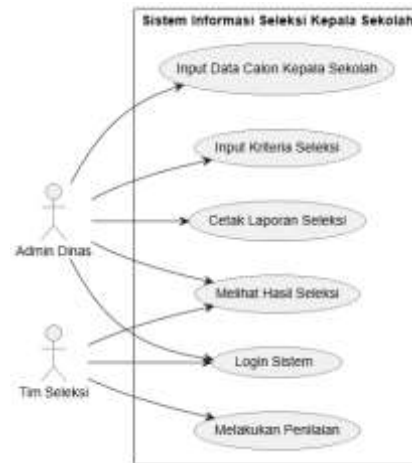 Sistem Informasi Seleksi Kepala Sekolah
Input Data Calon Kepala Sekolah
Input Kriteria Seleksi
Cetak Laporan Seleksi
Admin Dinas
Melihat Hasil Seleksi
Login Sistem
Tim Seleksi
Melakukan Penilaian